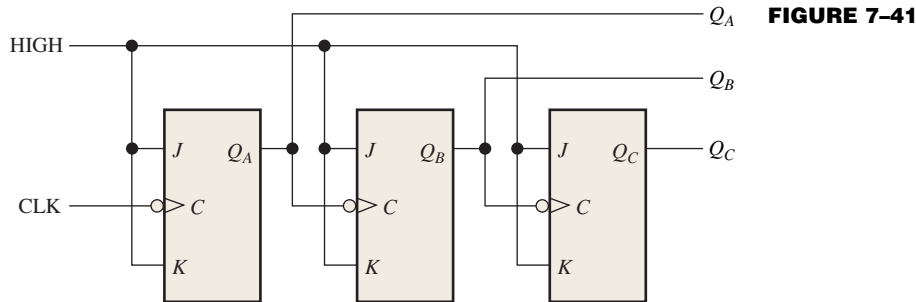 Q_A FIGURE 7–41
HIGH
Q_B
J Q_A J Q_B J Q_C Q_C
CLK C C C
K K K